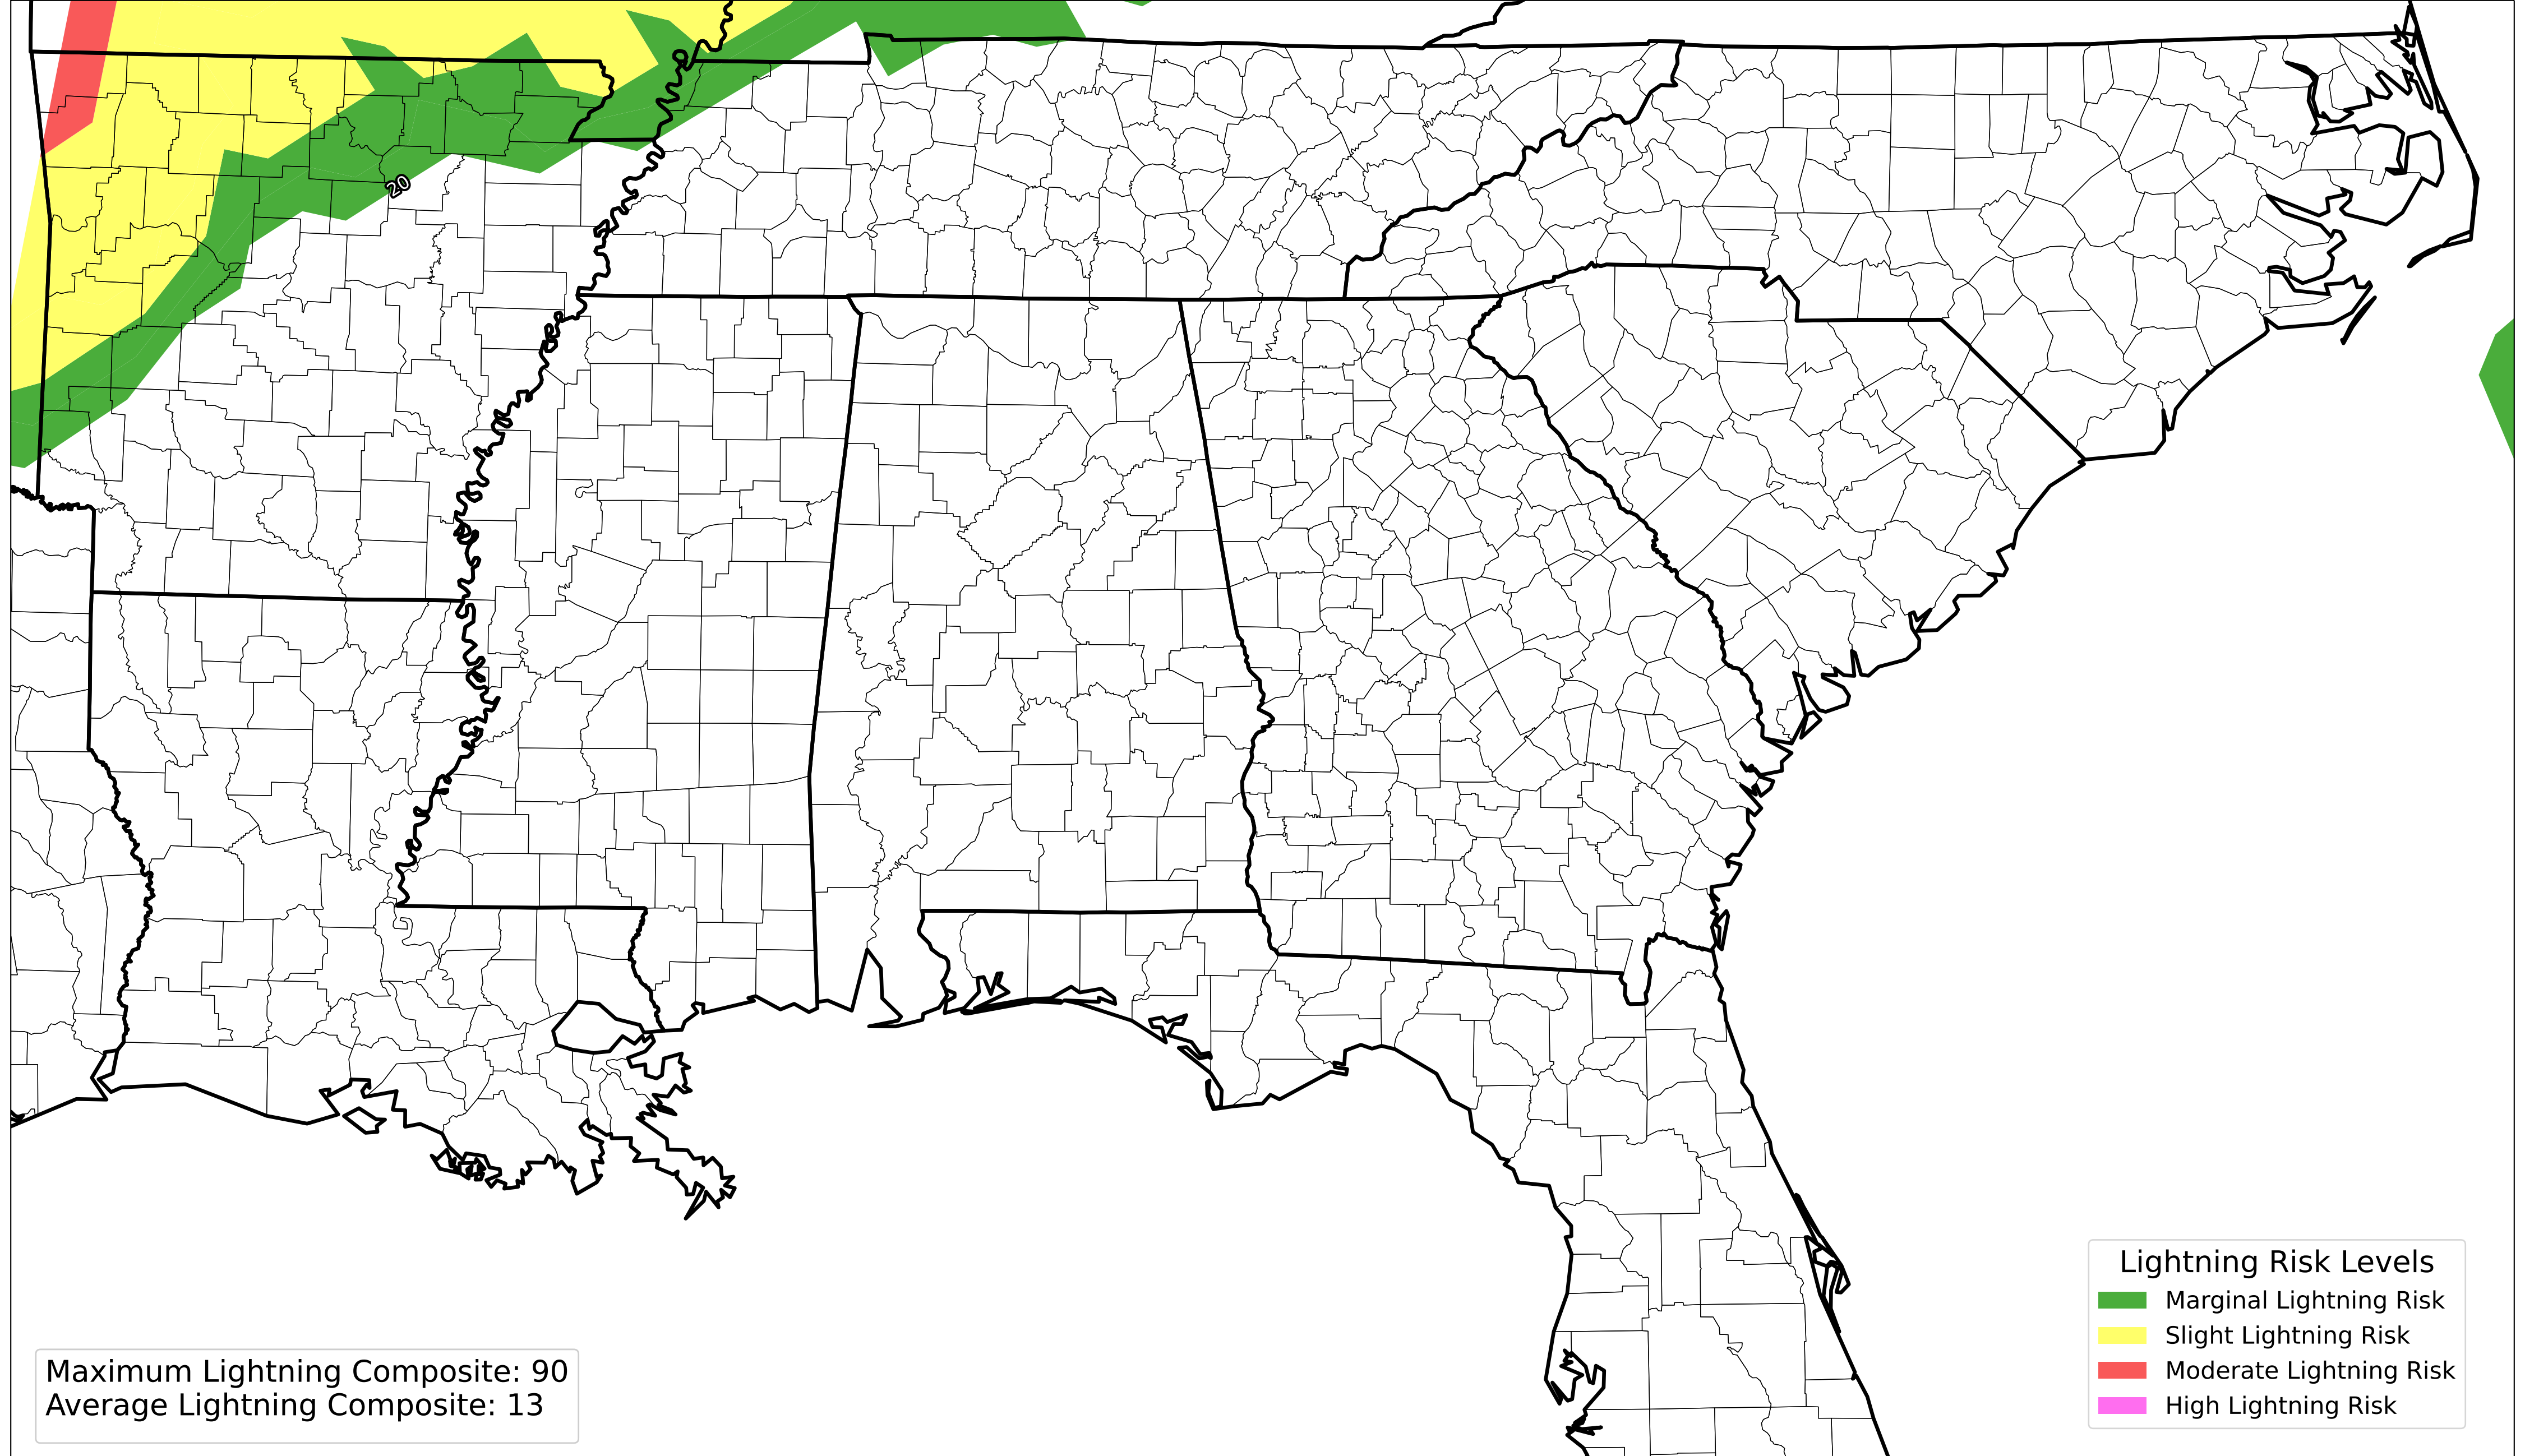 20
Lightning Risk Levels
Marginal Lightning Risk
Slight Lightning Risk
Moderate Lightning Risk
High Lightning Risk
Maximum Lightning Composite: 90
Average Lightning Composite: 13